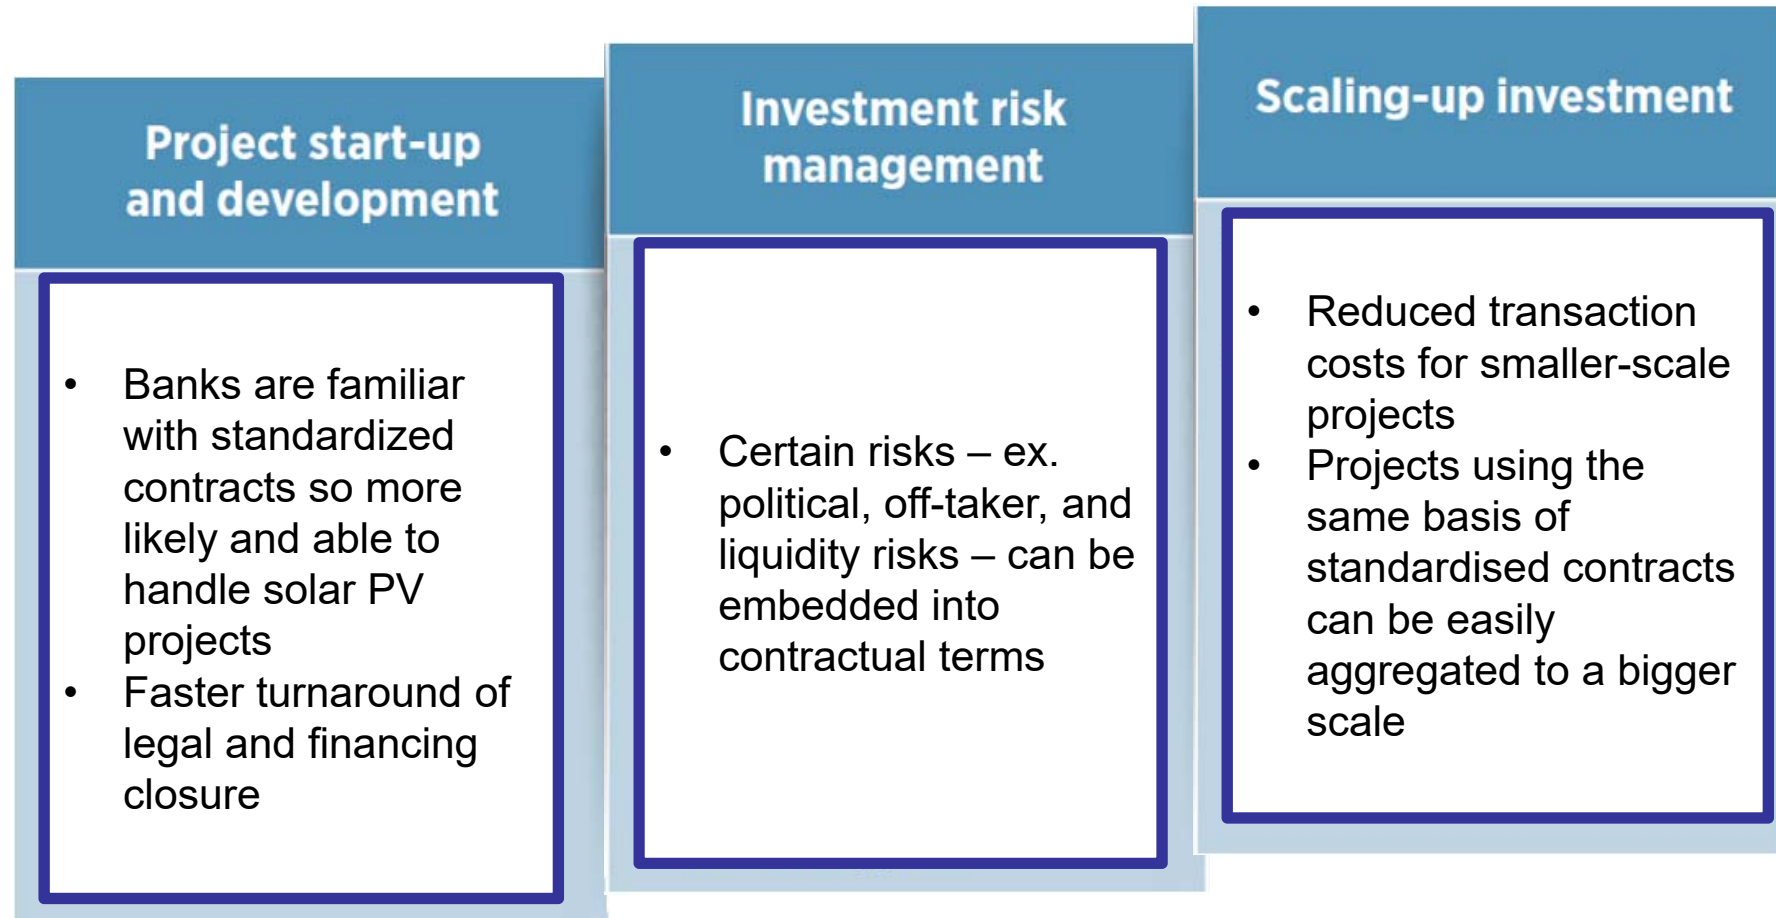 Project start-up
and development
• Banks are familiar
with standardized
contracts so more
likely and able to
handle solar PV
projects
• Faster turnaround of
legal and financing
closure
Investment risk
management
• Certain risks – ex.
political, off-taker, and
liquidity risks – can be
embedded into
contractual terms
Scaling-up investment
• Reduced transaction
costs for smaller-scale
projects
• Projects using the
same basis of
standardised contracts
can be easily
aggregated to a bigger
scale